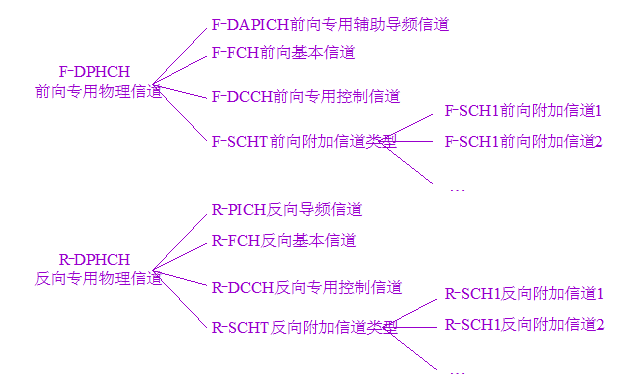 F-DAPICH前向专用辅助导频信道
F-FCH前向基本信道
F-DPHCH
前向专用物理信道
F-DCCH前向专用控制信道
F-SCH1前向附加信道1
F-SCHT前向附加信道类型
F-SCH1前向附加信道2
…
R-PICH反向导频信道
R-FCH反向基本信道
R-DPHCH
反向专用物理信道
R-DCCH反向专用控制信道
R-SCH1反向附加信道1
R-SCHT反向附加信道类型
R-SCH1反向附加信道2
…